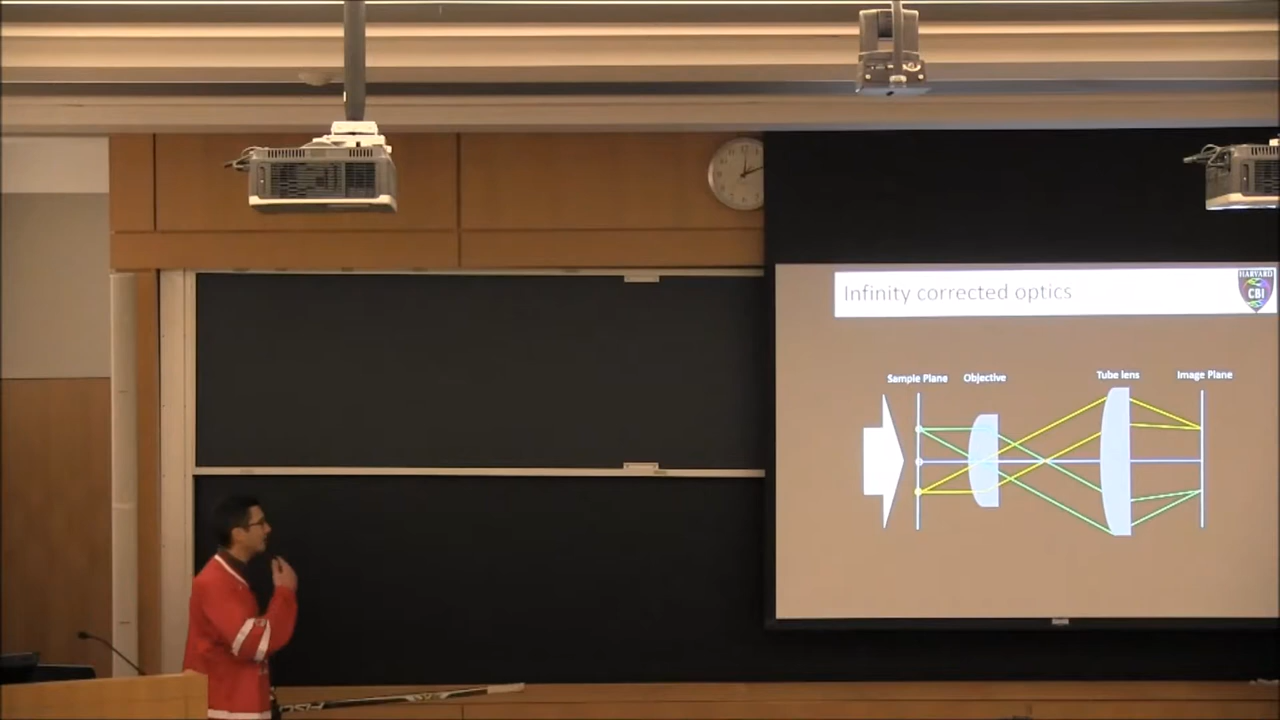 Infinity corrected optics
HARVARD
CBI
Sample Plane
Objective
Tube lens
Image Plane